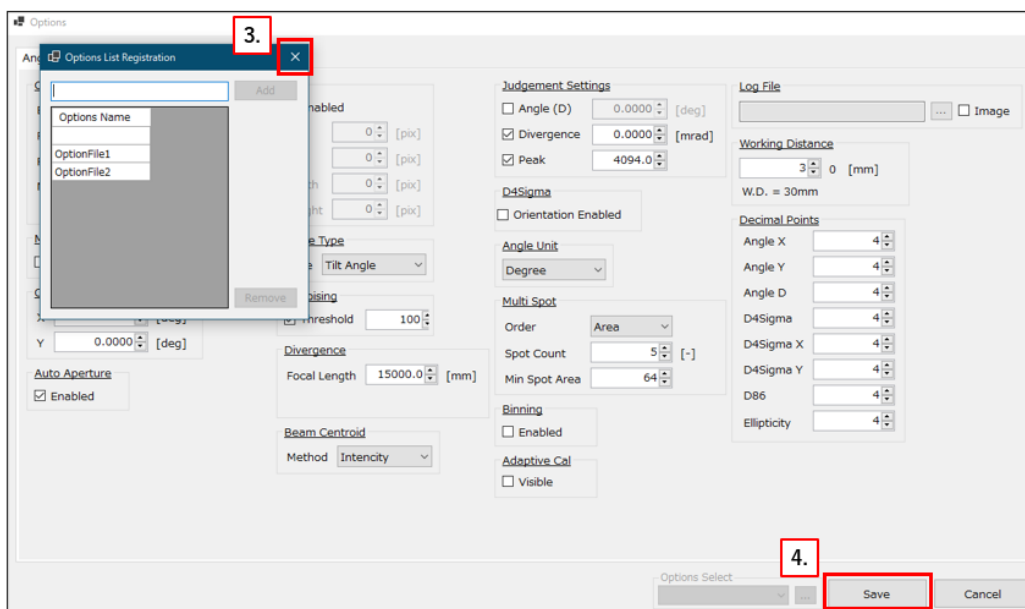 Options
3.
Options List Registration
Add
Options Name
OptionFile1
OptionFile2
Remove
0 [pix]
0 [pix]
0 [pix]
0 [pix]
Tilt Angle
Threshold 100
X [deg]
Y 0.0000 [deg]
Auto Aperture
Enabled
Divergence
Focal Length 15000.0 [mm]
Beam Centroid
Method Intencity
Judgement Settings
Angle (D) 0.0000 [deg]
Divergence 0.0000 [mrad]
Peak 4094.0
D4Sigma
Orientation Enabled
Angle Unit
Degree
Multi Spot
Order Area
Spot Count 5 [-]
Min Spot Area 64
Binning
Enabled
Adaptive Cal
Visible
Log File
... Image
Working Distance
3 0 [mm]
W.D. = 30mm
Decimal Points
Angle X 4
Angle Y 4
Angle D 4
D4Sigma 4
D4Sigma X 4
D4Sigma Y 4
D86 4
Ellipticity 4
4.
Options Select
...
Save
Cancel